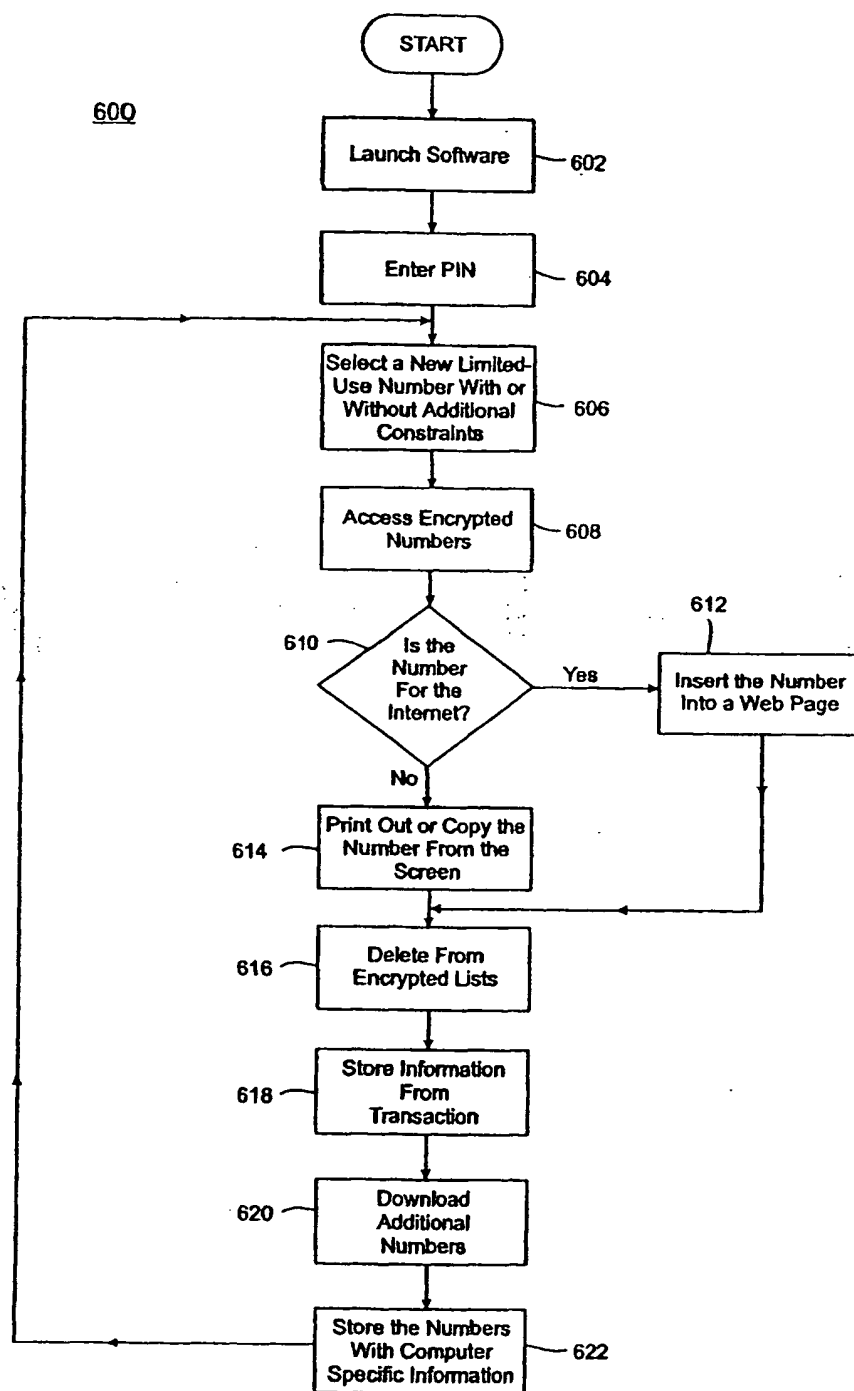 START
600
Launch Software
602
Enter PIN
604
Select a New Limited-
Use Number With or
Without Additional
Constraints
606
Access Encrypted
Numbers
608
610
Is the
Number
For the
Internet?
Yes
612
Insert the Number
Into a Web Page
No
614
Print Out or Copy the
Number From the
Screen
616
Delete From
Encrypted Lists
618
Store Information
From
Transaction
620
Download
Additional
Numbers
Store the Numbers
With Computer
Specific Information
622